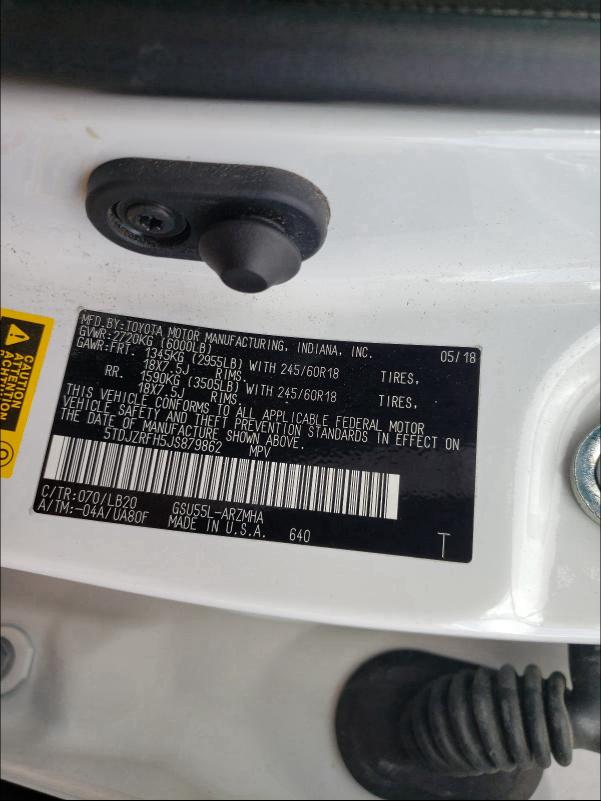 MFD.BY:TOYOTA MOTOR MANUFACTURING, INDIANA, INC. 05/18
GVWR:2720KG (6000LB)
GAWR:FRT. 1345KG (2955LB) WITH 245/60R18 TIRES,
18X7.5J RIMS.
RR. 1590KG (3505LB) WITH 245/60R18 TIRES,
18X7.5J RIMS.
THIS VEHICLE CONFORMS TO ALL APPLICABLE FEDERAL MOTOR
VEHICLE SAFETY AND THEFT PREVENTION STANDARDS IN EFFECT ON
THE DATE OF MANUFACTURE SHOWN ABOVE.
5TDJZRFH5JS879862 MPV
C/TR:070/LB20 GSU55L-ARZMHA
A/TM:-04A/UA80F MADE IN U.S.A. 640 T
CAUTION
ATTENTION